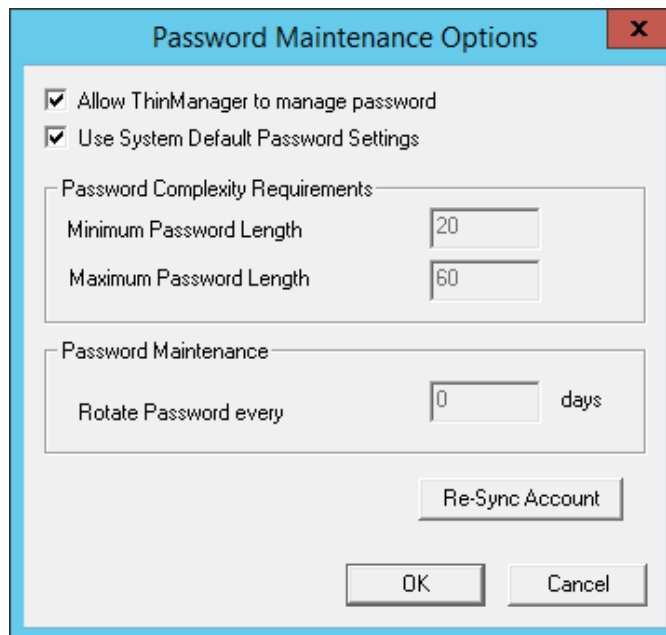 Password Maintenance Options
x
Allow ThinManager to manage password
Use System Default Password Settings
Password Complexity Requirements
Minimum Password Length 20
Maximum Password Length 60
Password Maintenance
Rotate Password every 0 days
Re-Sync Account
OK Cancel